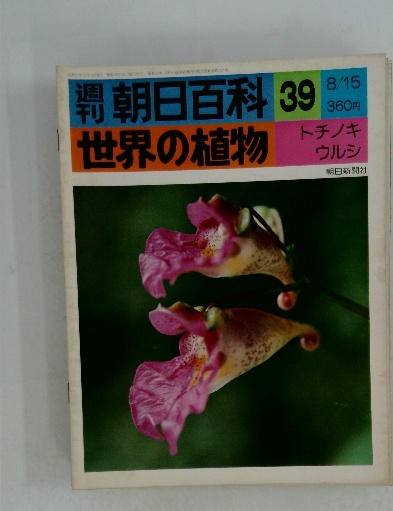 週刊 朝日百科 39 8/15
360円
世界の植物 トチノキ
ウルシ
朝日新聞社